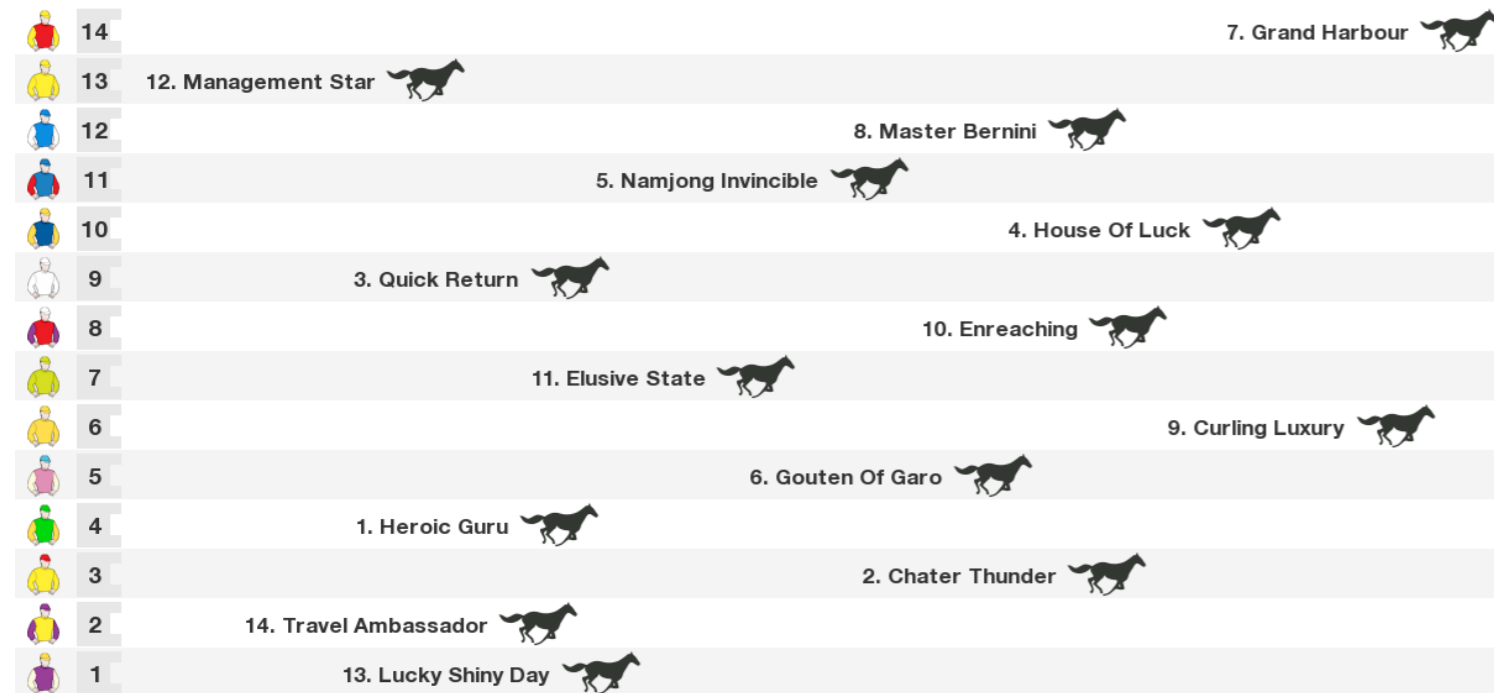 14 7. Grand Harbour
13 12. Management Star
12 8. Master Bernini
11 5. Namjong Invincible
10 4. House Of Luck
9 3. Quick Return
8 10. Enreaching
7 11. Elusive State
6 9. Curling Luxury
5 6. Gouten Of Garo
4 1. Heroic Guru
3 2. Chater Thunder
2 14. Travel Ambassador
1 13. Lucky Shiny Day